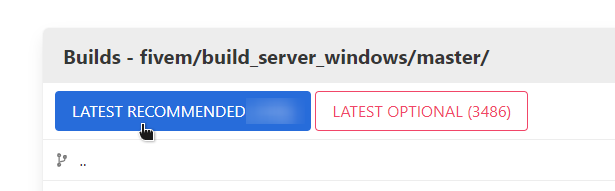 Builds - fivem/build_server_windows/master/
LATEST RECOMMENDED
LATEST OPTIONAL (3486)
..